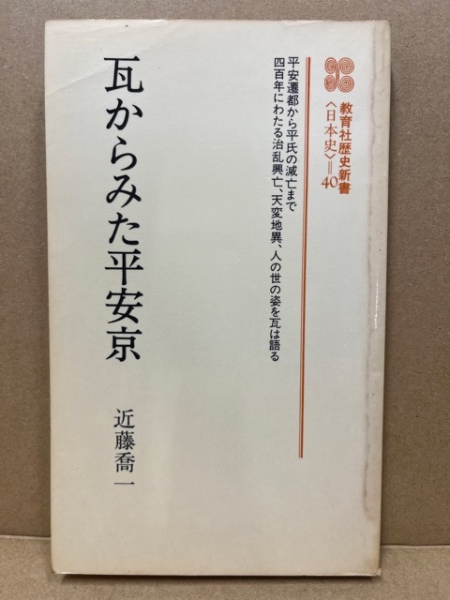 教育社歴史新書
〈日本史〉=40
平安遷都から平氏の滅亡まで
四百年にわたる治乱興亡、天変地異、人の世の姿を瓦は語る
瓦からみた平安京
近藤喬一